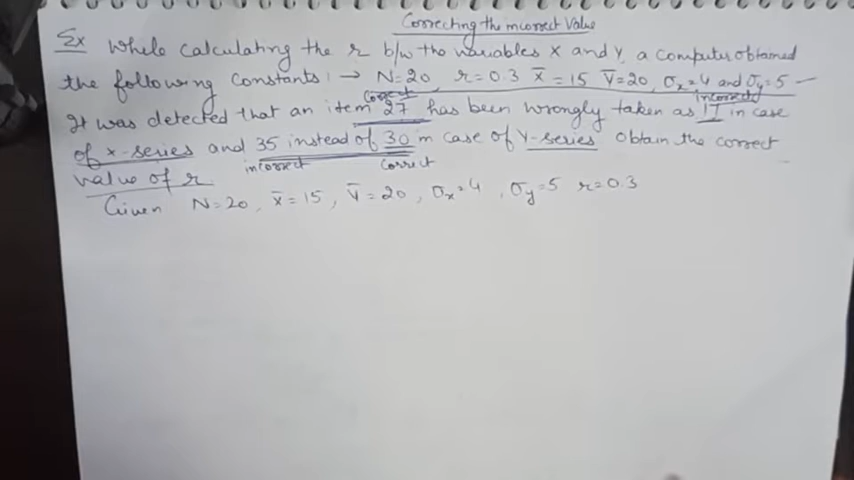 Correcting the incorrect Value
Ex While calculating the r b/w the variables X and Y, a computer obtained
the following constants: → N=20, r=0.3 X̄=15 Ȳ=20, σx=4 and σy=5 —
correct incorrect
It was detected that an item 27 has been wrongly taken as 17 in case
of X-series and 35 instead of 30 in case of Y-series Obtain the correct
incorrect correct
value of r
Given N=20, x̄=15, Ȳ=20, σx=4, σy=5 r=0.3